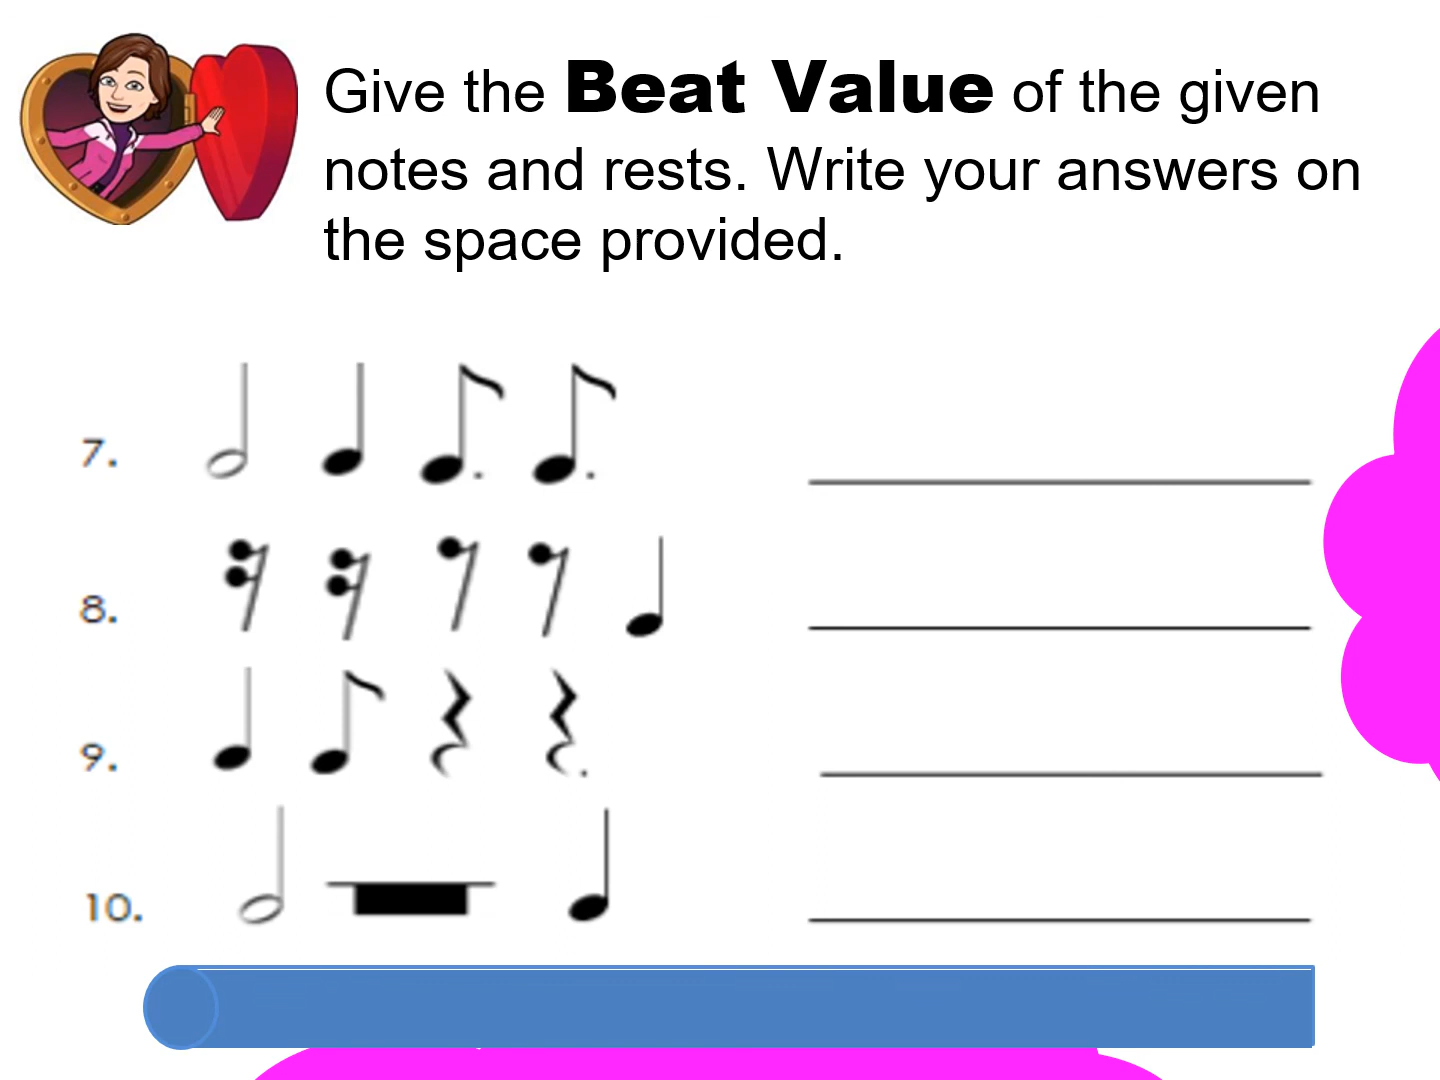 Give the Beat Value of the given
notes and rests. Write your answers on
the space provided.
7.
8.
9.
10.